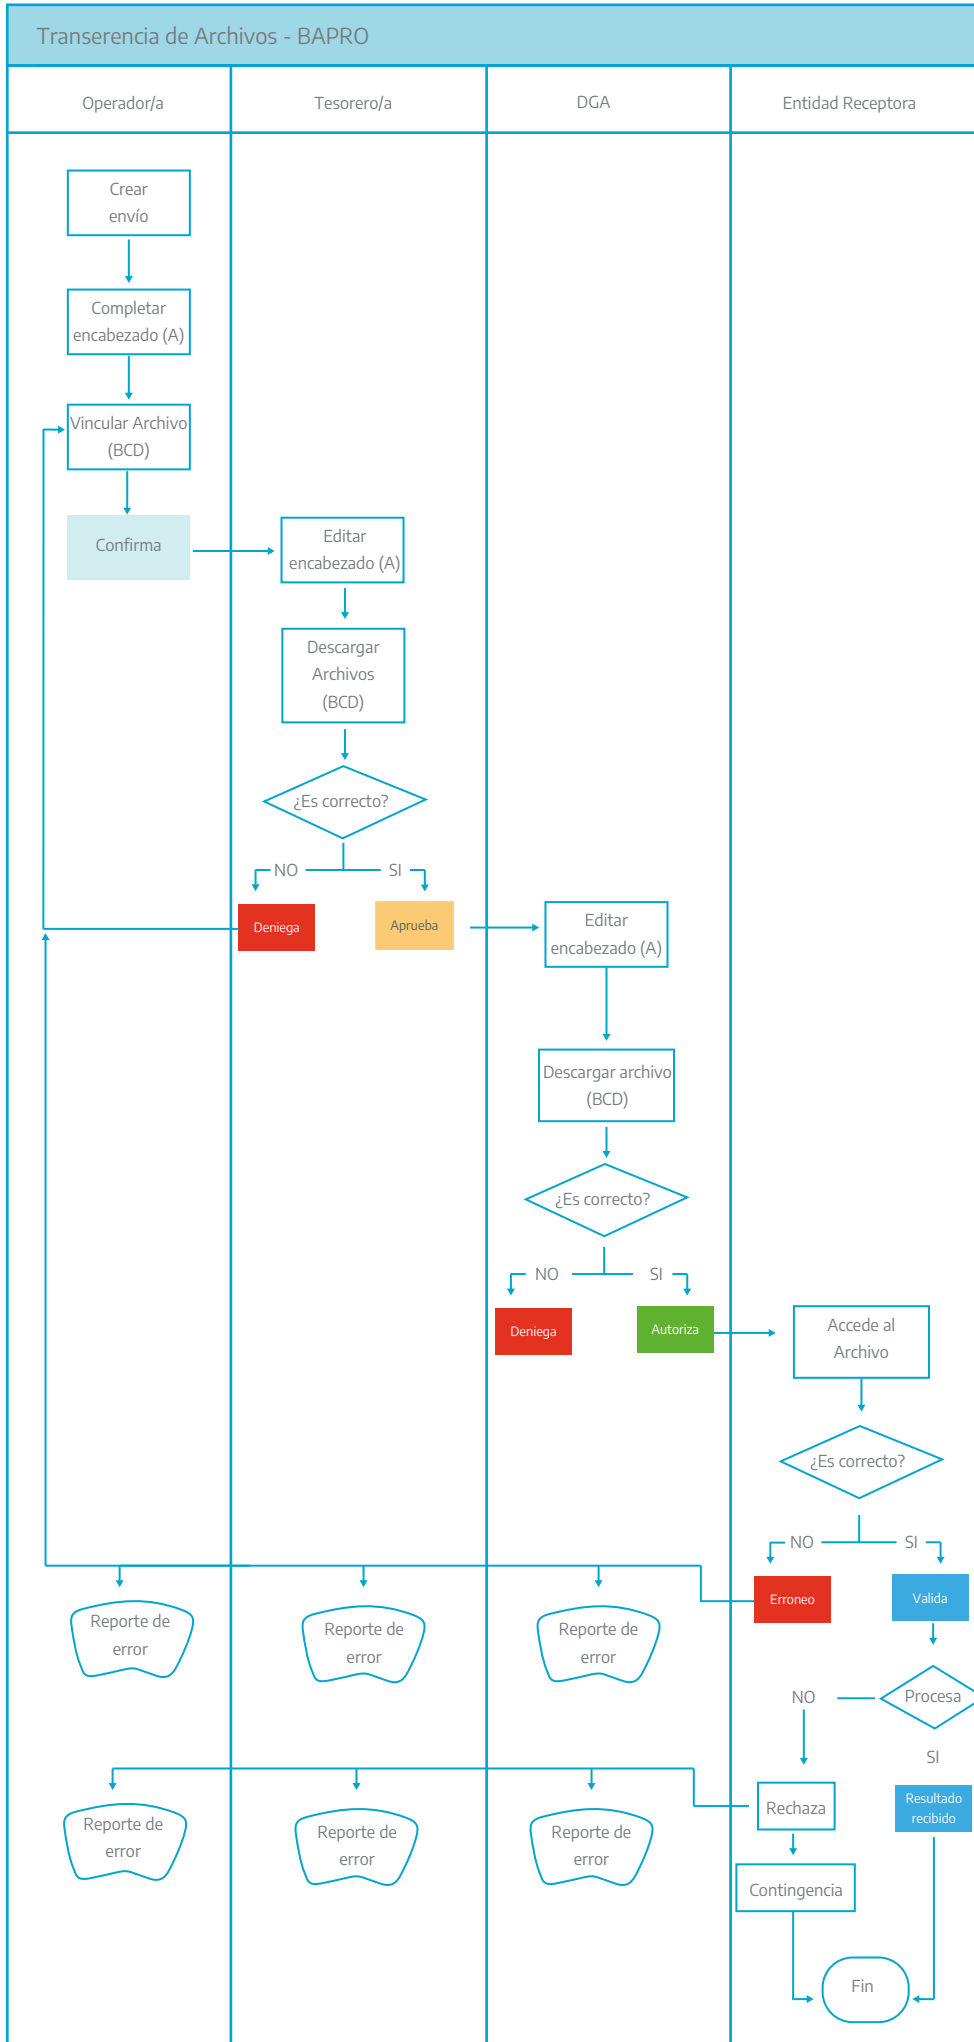 Transerencia de Archivos - BAPRO
Operador/a
Tesorero/a
DGA
Entidad Receptora
Crear
envío
Completar
encabezado (A)
Vincular Archivo
(BCD)
Confirma
Editar
encabezado (A)
Descargar
Archivos
(BCD)
¿Es correcto?
NO
SI
Deniega
Aprueba
Editar
encabezado (A)
Descargar archivo
(BCD)
¿Es correcto?
NO
SI
Deniega
Autoriza
Accede al
Archivo
¿Es correcto?
NO
SI
Erroneo
Valida
Reporte de
error
Reporte de
error
Reporte de
error
NO
Procesa
SI
Rechaza
Resultado
recibido
Reporte de
error
Reporte de
error
Reporte de
error
Contingencia
Fin